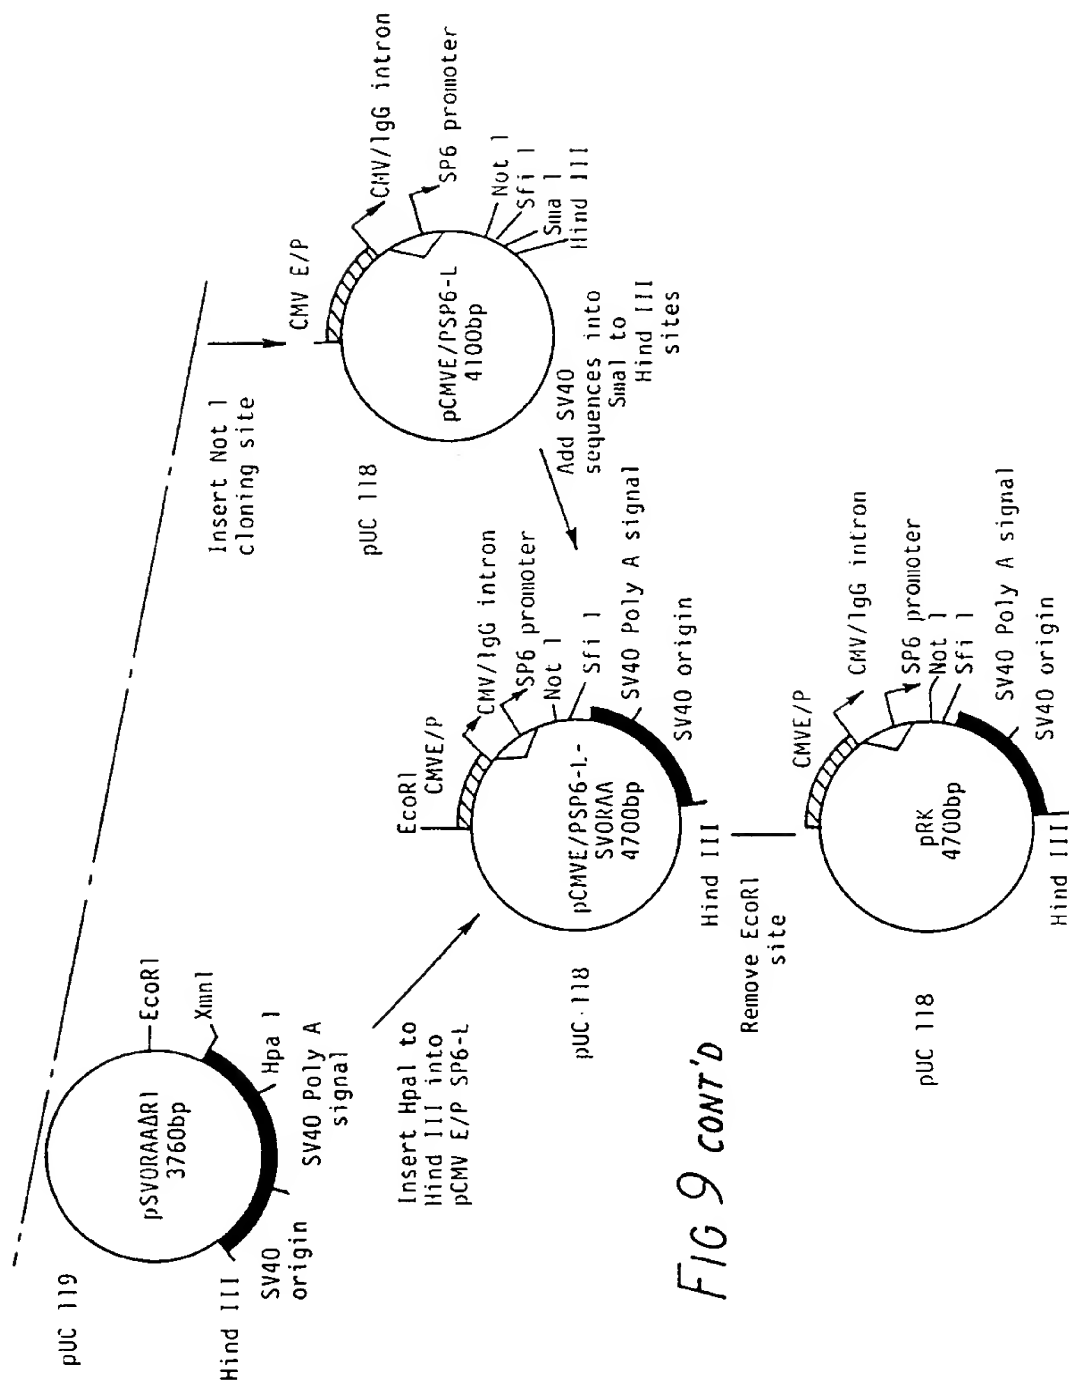 pUC 119
pSVORAAΔR1
3760bp
EcoR1
Xmn1
Hpa 1
SV40 Poly A
signal
SV40
origin
Hind III
Insert Not 1
cloning site
pUC 118
pCMVE/PSP6-L
4100bp
CMV E/P
CMV/1gG intron
SP6 promoter
Not 1
Sfi 1
Sma 1
Hind III
Insert Hpa1 to
Hind III into
pCMV E/P SP6-L
Add SV40
sequences into
Sma1 to
Hind III
sites
pUC 118
pCMVE/PSP6-L-
SVORAA
4700bp
EcoR1
CMVE/P
CMV/1gG intron
SP6 promoter
Not 1
Sfi 1
SV40 Poly A signal
SV40 origin
Hind III
Remove EcoR1
site
pUC 118
pRK
4700bp
CMVE/P
CMV/1gG intron
SP6 promoter
Not 1
Sfi 1
SV40 Poly A signal
SV40 origin
Hind III
FIG 9 CONT'D